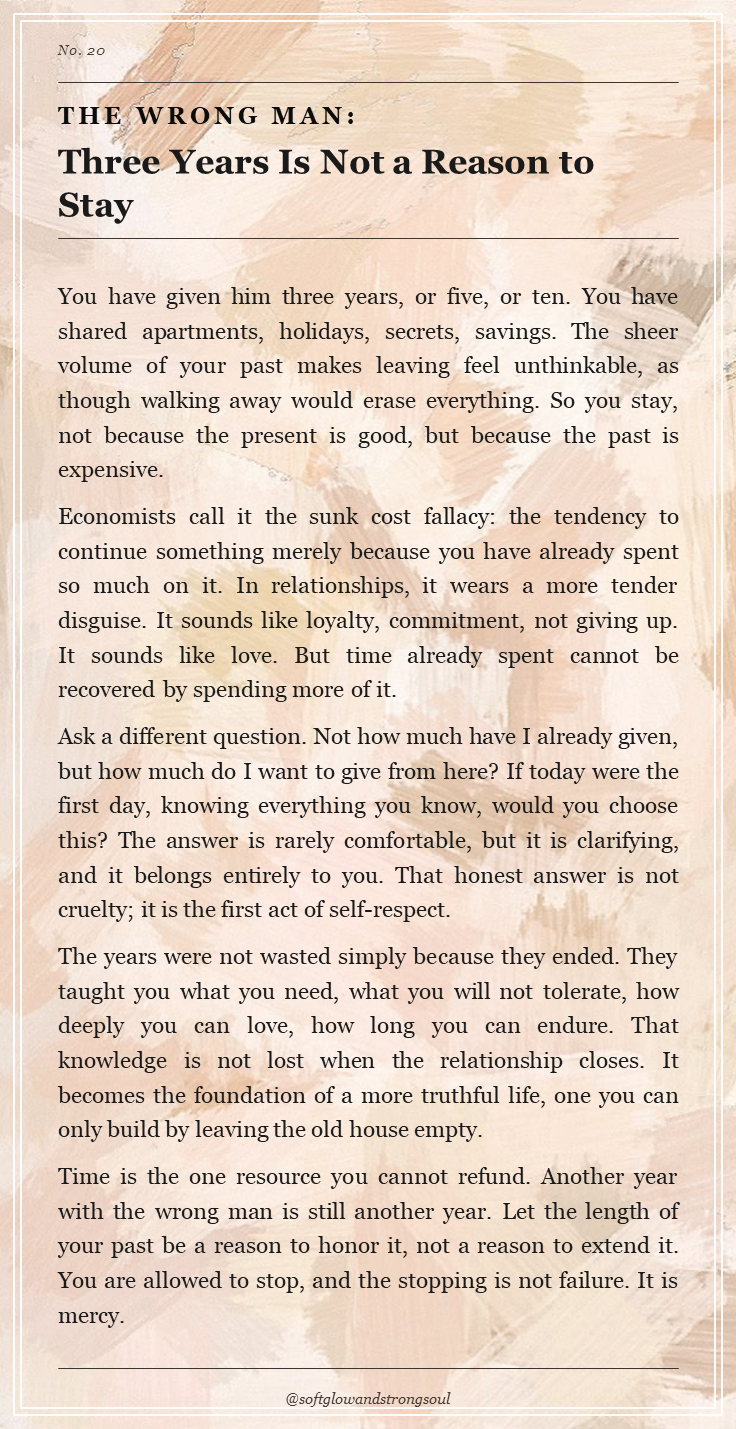 No. 20
THE WRONG MAN:
Three Years Is Not a Reason to
Stay
You have given him three years, or five, or ten. You have
shared apartments, holidays, secrets, savings. The sheer
volume of your past makes leaving feel unthinkable, as
though walking away would erase everything. So you stay,
not because the present is good, but because the past is
expensive.
Economists call it the sunk cost fallacy: the tendency to
continue something merely because you have already spent
so much on it. In relationships, it wears a more tender
disguise. It sounds like loyalty, commitment, not giving up.
It sounds like love. But time already spent cannot be
recovered by spending more of it.
Ask a different question. Not how much have I already given,
but how much do I want to give from here? If today were the
first day, knowing everything you know, would you choose
this? The answer is rarely comfortable, but it is clarifying,
and it belongs entirely to you. That honest answer is not
cruelty; it is the first act of self-respect.
The years were not wasted simply because they ended. They
taught you what you need, what you will not tolerate, how
deeply you can love, how long you can endure. That
knowledge is not lost when the relationship closes. It
becomes the foundation of a more truthful life, one you can
only build by leaving the old house empty.
Time is the one resource you cannot refund. Another year
with the wrong man is still another year. Let the length of
your past be a reason to honor it, not a reason to extend it.
You are allowed to stop, and the stopping is not failure. It is
mercy.
@softglowandstrongsoul